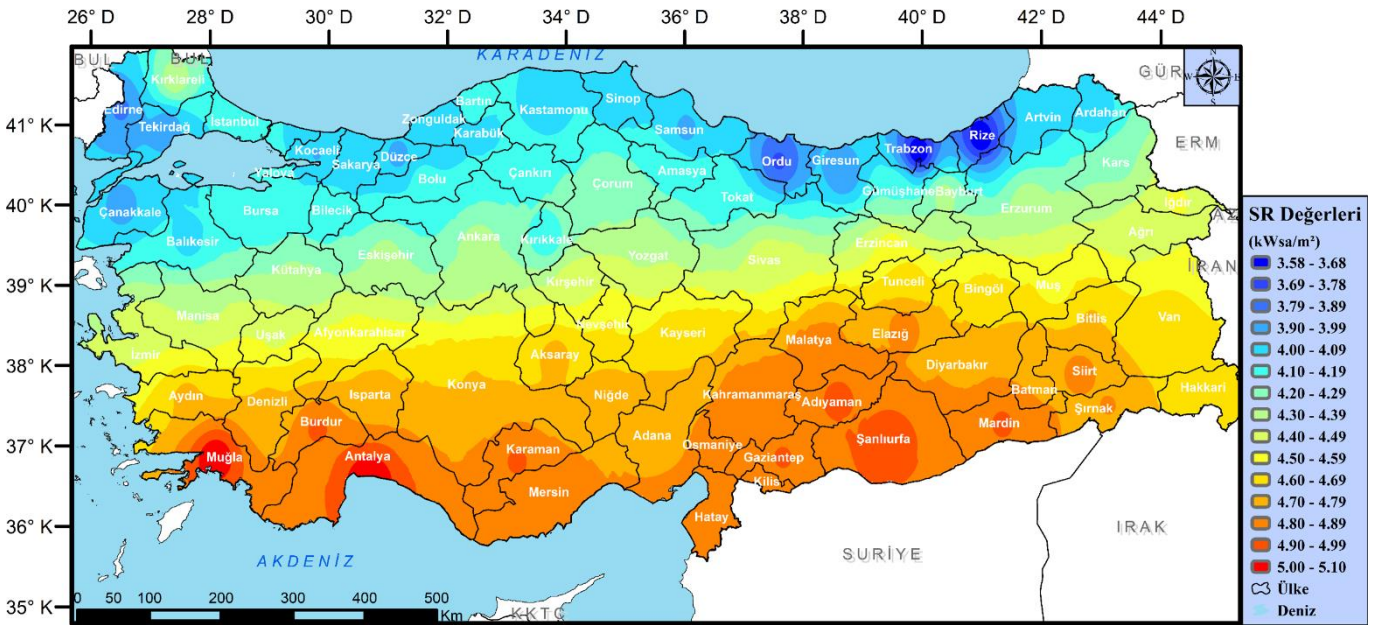 26° D 28° D 30° D 32° D 34° D 36° D 38° D 40° D 42° D 44° D
BUL BUL KARADENİZ GÜR
N
W E
S
Kırklareli
Edirne Tekirdağ İstanbul
41° K
Kocaeli Sakarya Düzce Yalova
Zonguldak Bartın Karabük Kastamonu Sinop Samsun
Ordu Giresun Trabzon Rize Artvin Ardahan
ERM
Bolu Çankırı Çorum Amasya Tokat Gümüşhane Bayburt Kars
40° K
Çanakkale Balıkesir Bursa Bilecik
Eskişehir Ankara Kırıkkale Yozgat Sivas Erzincan Erzurum Iğdır Ağrı
AZ
İRAN
39° K
Kütahya Kırşehir Tunceli Bingöl Muş
Manisa Uşak Afyonkarahisar Nevşehir Kayseri Malatya Elazığ Bitlis Van
38° K
İzmir Aksaray Diyarbakır Siirt
Aydın Denizli Isparta Konya Niğde Kahramanmaraş Adıyaman Batman Şırnak Hakkari
Burdur Mardin
37° K
Muğla Antalya Karaman Adana Osmaniye Gaziantep Şanlıurfa
Mersin Kilis
Hatay
36° K
AKDENİZ SURİYE IRAK
35° K
0 50 100 200 300 400 500
Km
KKTC
SR Değerleri
(kWsa/m²)
3.58 - 3.68
3.69 - 3.78
3.79 - 3.89
3.90 - 3.99
4.00 - 4.09
4.10 - 4.19
4.20 - 4.29
4.30 - 4.39
4.40 - 4.49
4.50 - 4.59
4.60 - 4.69
4.70 - 4.79
4.80 - 4.89
4.90 - 4.99
5.00 - 5.10
Ülke
Deniz